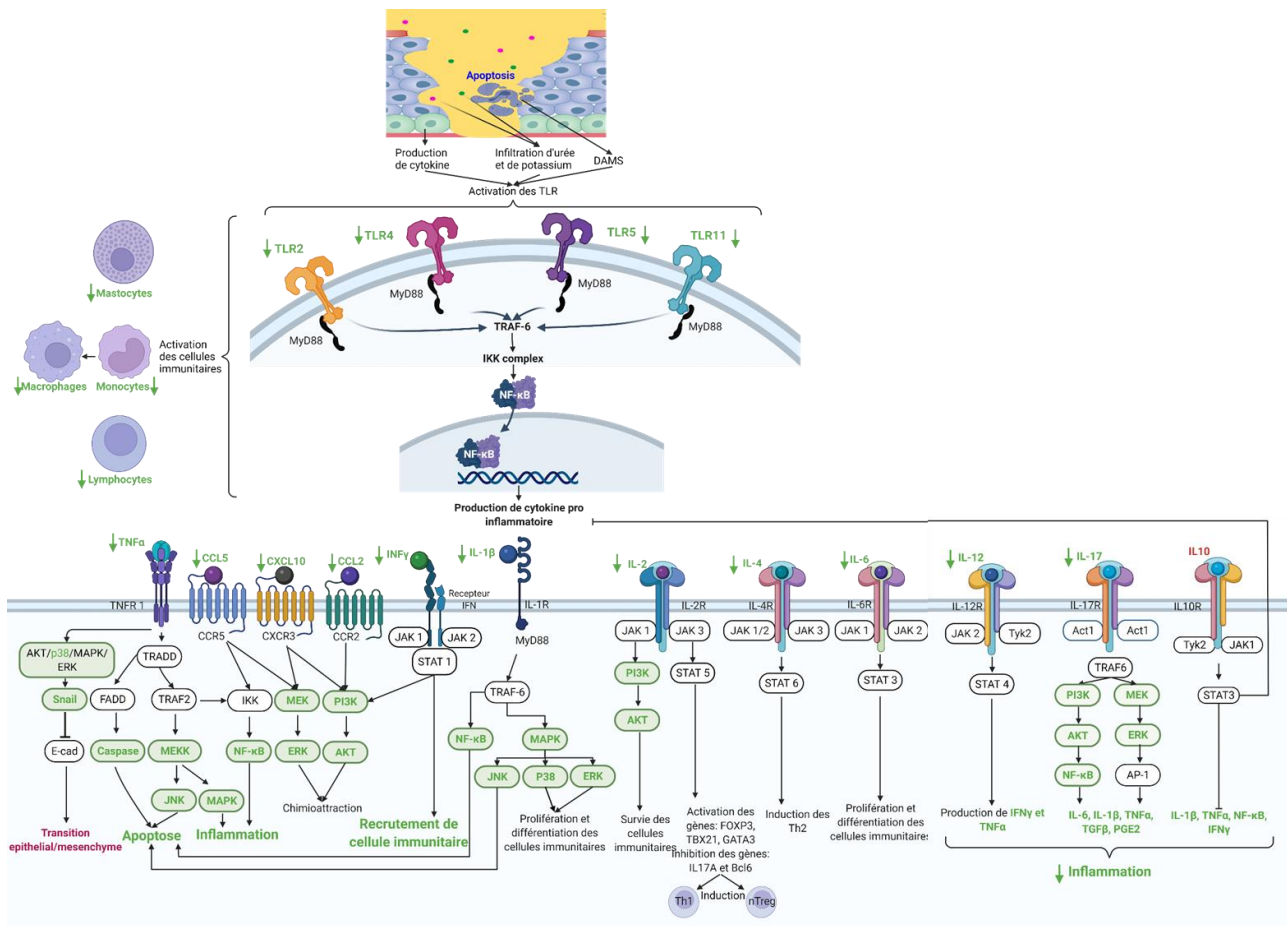 Apoptosis
Production
de cytokine
Infiltration d'urée
et de potassium
DAMS
Activation des TLR
TLR2
TLR4
TLR5
TLR11
MyD88
MyD88
MyD88
MyD88
TRAF-6
IKK complex
NF-κB
NF-κB
Production de cytokine pro
inflammatoire
Mastocytes
Macrophages
Monocytes
Lymphocytes
Activation
des cellules
immunitaires
TNFα
CCL5
CXCL10
CCL2
INFγ
IL-1β
IL-2
IL-4
IL-6
IL-12
IL-17
IL10
TNFR 1
CCR5
CXCR3
CCR2
Recepteur
IFN
IL-1R
IL-2R
IL-4R
IL-6R
IL-12R
IL-17R
IL10R
AKT/p38/MAPK/
ERK
Snail
E-cad
Transition
epithelial/mesenchyme
TRADD
FADD
TRAF2
Caspase
MEKK
JNK
MAPK
Apoptose
IKK
NF-κB
Inflammation
MEK
ERK
PI3K
AKT
Chimioattraction
JAK 1
JAK 2
STAT 1
Recrutement de
cellule immunitaire
MyD88
TRAF-6
NF-κB
MAPK
JNK
P38
ERK
Prolifération et
différentiation des
cellules immunitaires
JAK 1
JAK 3
PI3K
AKT
Survie des
cellules
immunitaires
STAT 5
Activation des
gènes: FOXP3,
TBX21, GATA3
Inhibition des gènes:
IL17A et Bcl6
Induction
Th1
nTreg
JAK 1/2
JAK 3
STAT 6
Induction des
Th2
JAK 1
JAK 2
STAT 3
Prolifération et
différentiation des
cellules immunitaires
JAK 2
Tyk2
STAT 4
Production de IFNγ et
TNFα
Act1
Act1
TRAF6
PI3K
AKT
NF-κB
MEK
ERK
AP-1
IL-6, IL-1β, TNFα,
TGFβ, PGE2
Tyk2
JAK1
STAT3
IL-1β, TNFα, NF-κB,
IFNγ
Inflammation